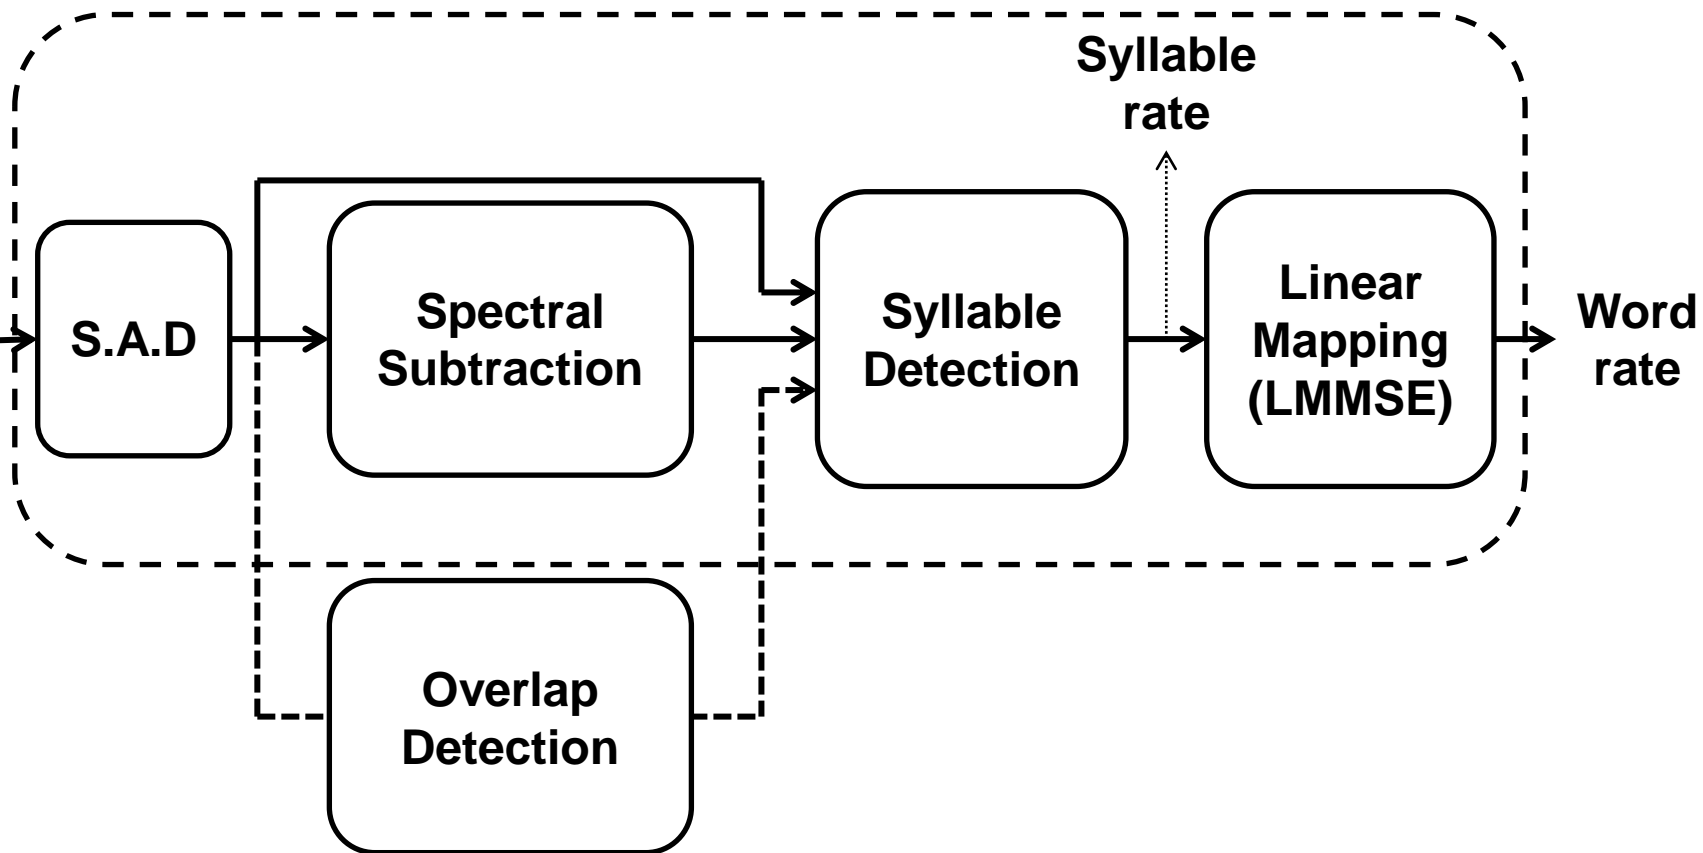 Syllable
rate
S.A.D
Spectral
Subtraction
Syllable
Detection
Linear
Mapping
(LMMSE)
Word
rate
Overlap
Detection